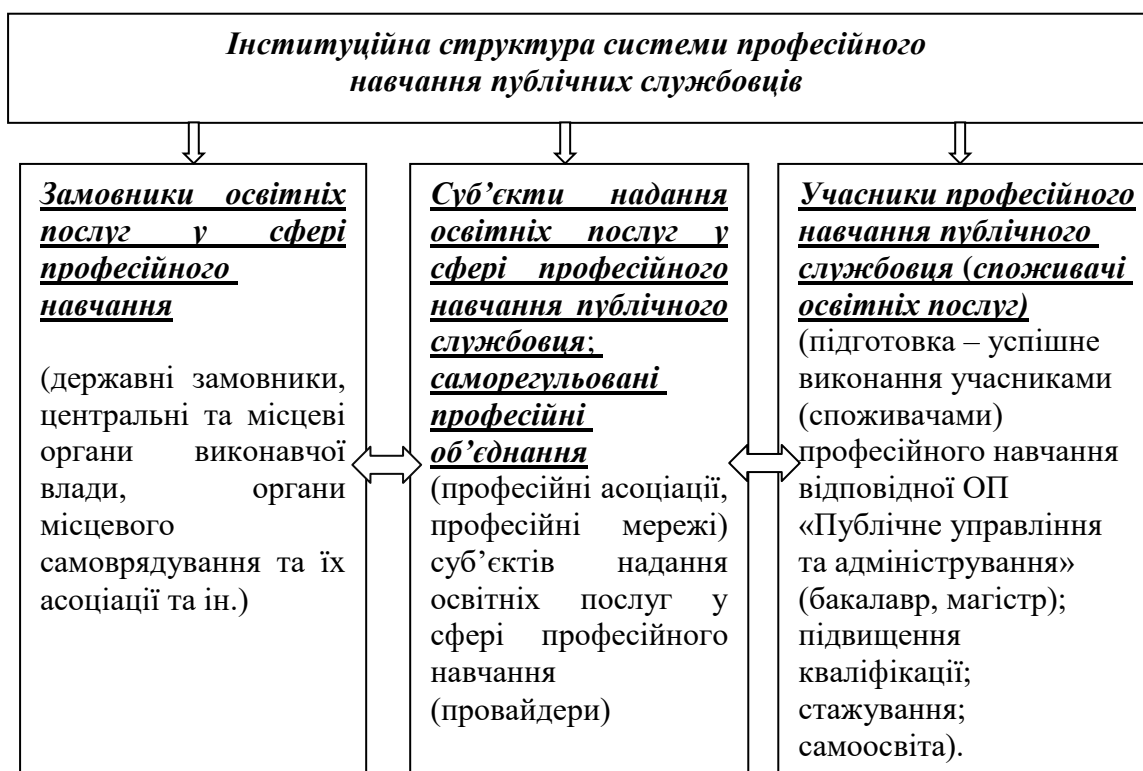 Інституційна структура системи професійного
навчання публічних службовців
Замовники освітніх
послуг у сфері
професійного
навчання
(державні замовники,
центральні та місцеві
органи виконавчої
влади, органи
місцевого
самоврядування та їх
асоціації та ін.)
Суб’єкти надання
освітніх послуг у
сфері професійного
навчання публічного
службовця;
саморегульовані
професійні
об’єднання
(професійні асоціації,
професійні мережі)
суб’єктів надання
освітніх послуг у
сфері професійного
навчання
(провайдери)
Учасники професійного
навчання публічного
службовця (споживачі
освітніх послуг)
(підготовка – успішне
виконання учасниками
(споживачами)
професійного навчання
відповідної ОП
«Публічне управління
та адміністрування»
(бакалавр, магістр);
підвищення
кваліфікації;
стажування;
самоосвіта).